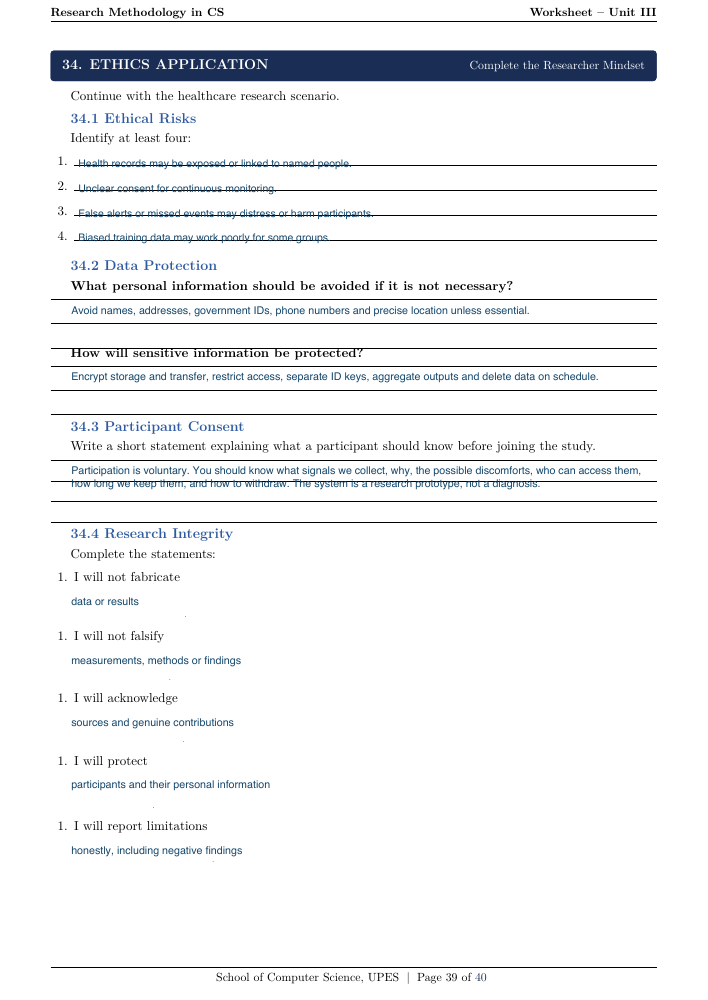 Research Methodology in CS Worksheet – Unit III
34. ETHICS APPLICATION Complete the Researcher Mindset
Continue with the healthcare research scenario.
34.1 Ethical Risks
Identify at least four:
1. Health records may be exposed or linked to named people.
2. Unclear consent for continuous monitoring.
3. False alerts or missed events may distress or harm participants.
4. Biased training data may work poorly for some groups.
34.2 Data Protection
What personal information should be avoided if it is not necessary?
Avoid names, addresses, government IDs, phone numbers and precise location unless essential.
How will sensitive information be protected?
Encrypt storage and transfer, restrict access, separate ID keys, aggregate outputs and delete data on schedule.
34.3 Participant Consent
Write a short statement explaining what a participant should know before joining the study.
Participation is voluntary. You should know what signals we collect, why, the possible discomforts, who can access them,
how long we keep them, and how to withdraw. The system is a research prototype, not a diagnosis.
34.4 Research Integrity
Complete the statements:
1. I will not fabricate
data or results
.
1. I will not falsify
measurements, methods or findings
.
1. I will acknowledge
sources and genuine contributions
.
1. I will protect
participants and their personal information
.
1. I will report limitations
honestly, including negative findings
.
School of Computer Science, UPES | Page 39 of 40